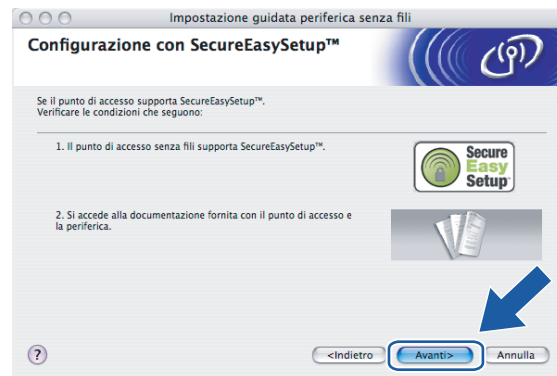 Impostazione guidata periferica senza fili
Configurazione con SecureEasySetup™
Se il punto di accesso supporta SecureEasySetup™.
Verificare le condizioni che seguono:
1. Il punto di accesso senza fili supporta SecureEasySetup™.
Secure
Easy
Setup
2. Si accede alla documentazione fornita con il punto di accesso e
la periferica.
?
<Indietro
Avanti>
Annulla